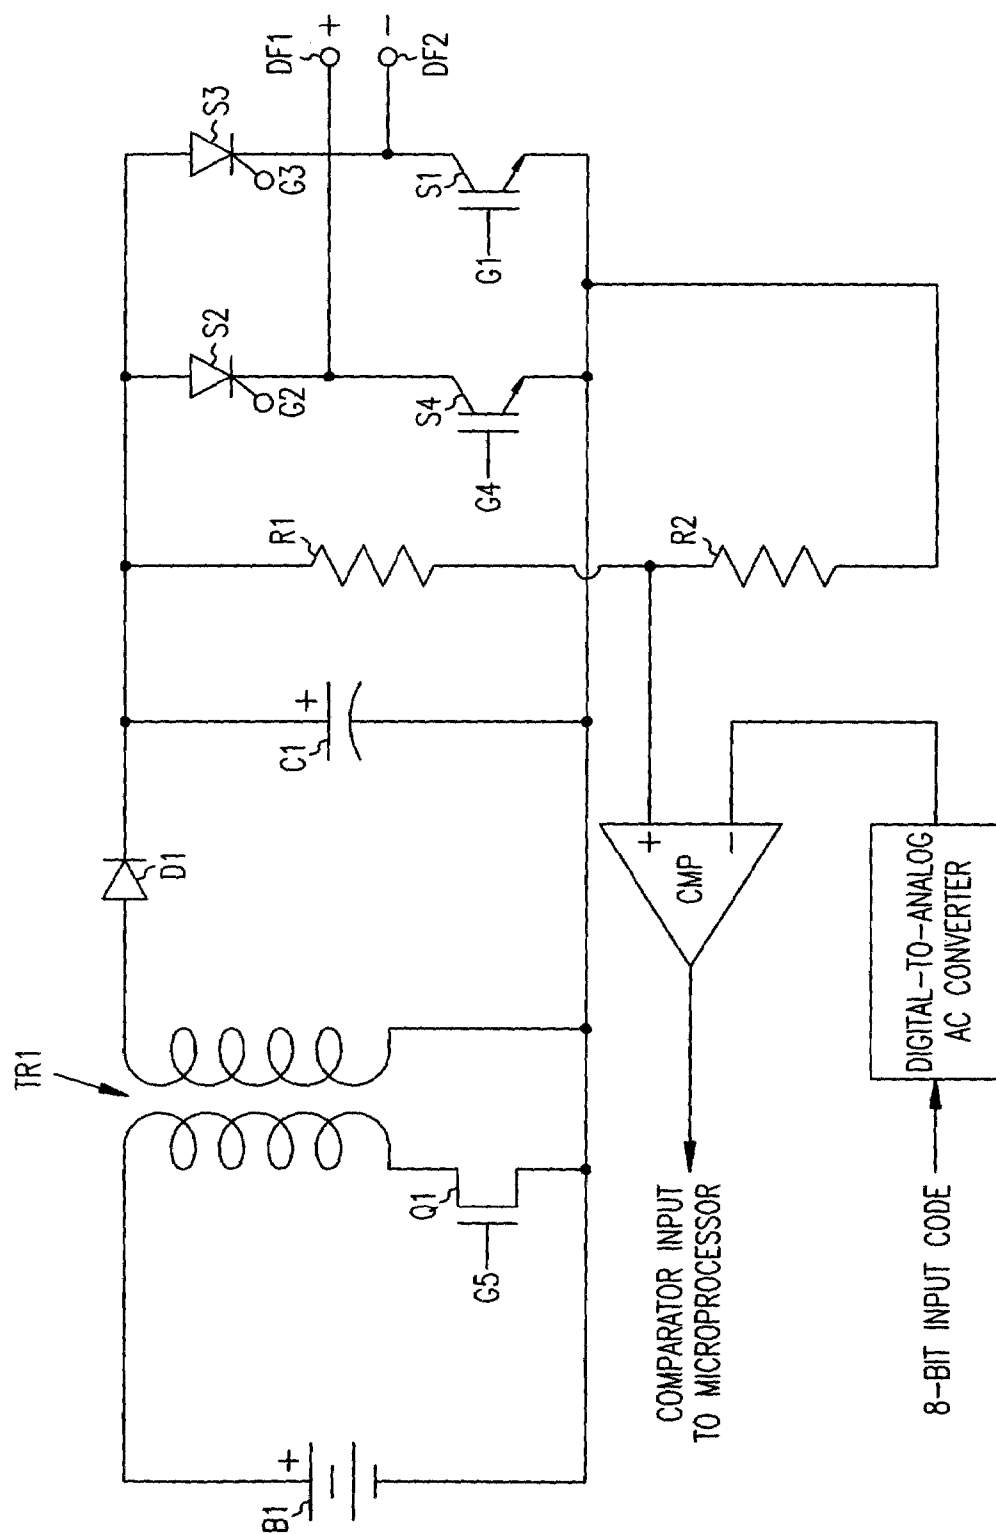 TR1
D1
C1
+
R1
S2
G2
S3
G3
DF1
+
-
DF2
B1
+
G5
Q1
G4
S4
G1
S1
R2
+
-
CMP
COMPARATOR INPUT
TO MICROPROCESSOR
8-BIT INPUT CODE
DIGITAL-TO-ANALOG
AC CONVERTER